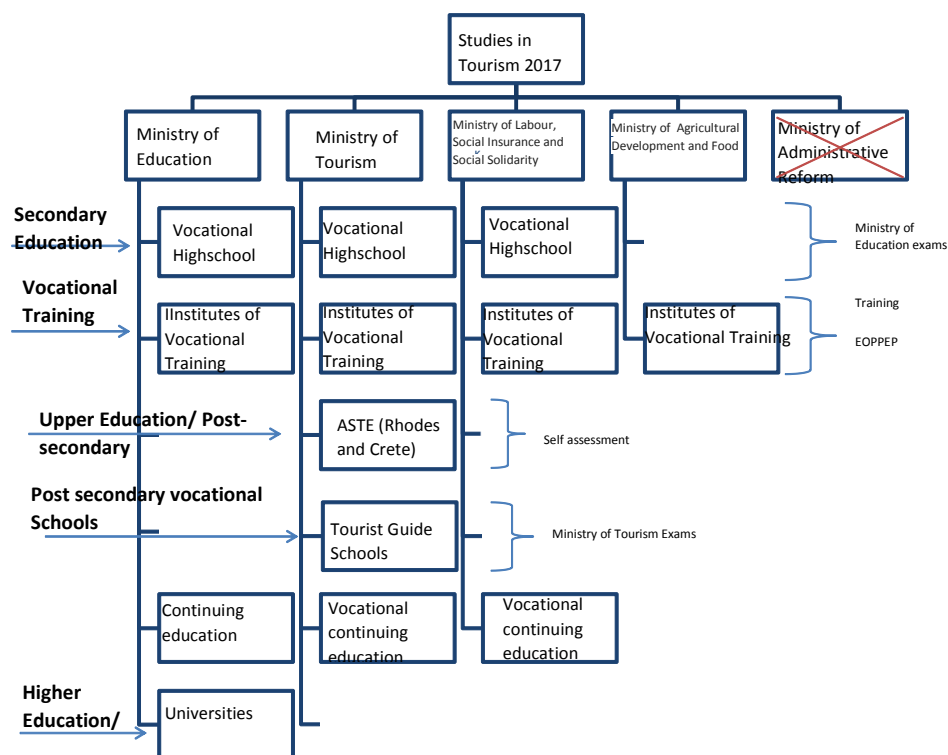 Studies in
Tourism 2017
Ministry of
Education
Ministry of
Tourism
Ministry of Labour,
Social Insurance and
Social Solidarity
Ministry of  Agricultural
Development and Food
Ministry of
Administrative
Reform
Secondary
Education
Vocational
Highschool
Vocational
Highschool
Vocational
Highschool
Ministry of
Education exams
Vocational
Training
IInstitutes of
Vocational
Training
Institutes of
Vocational
Training
Institutes of
Vocational
Training
Institutes of
Vocational Training
Training
EOPPEP
Upper Education/ Post-
secondary
ASTE (Rhodes
and Crete)
Self assessment
Post secondary vocational
Schools
Tourist Guide
Schools
Ministry of Tourism Exams
Continuing
education
Vocational
continuing
education
Vocational
continuing
education
Higher
Education/
Universities